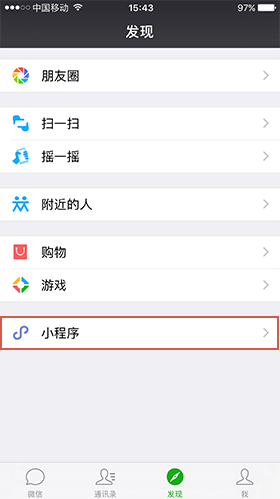 中国移动 15:43 97%
发现
朋友圈
扫一扫
摇一摇
附近的人
购物
游戏
小程序
微信 通讯录 发现 我